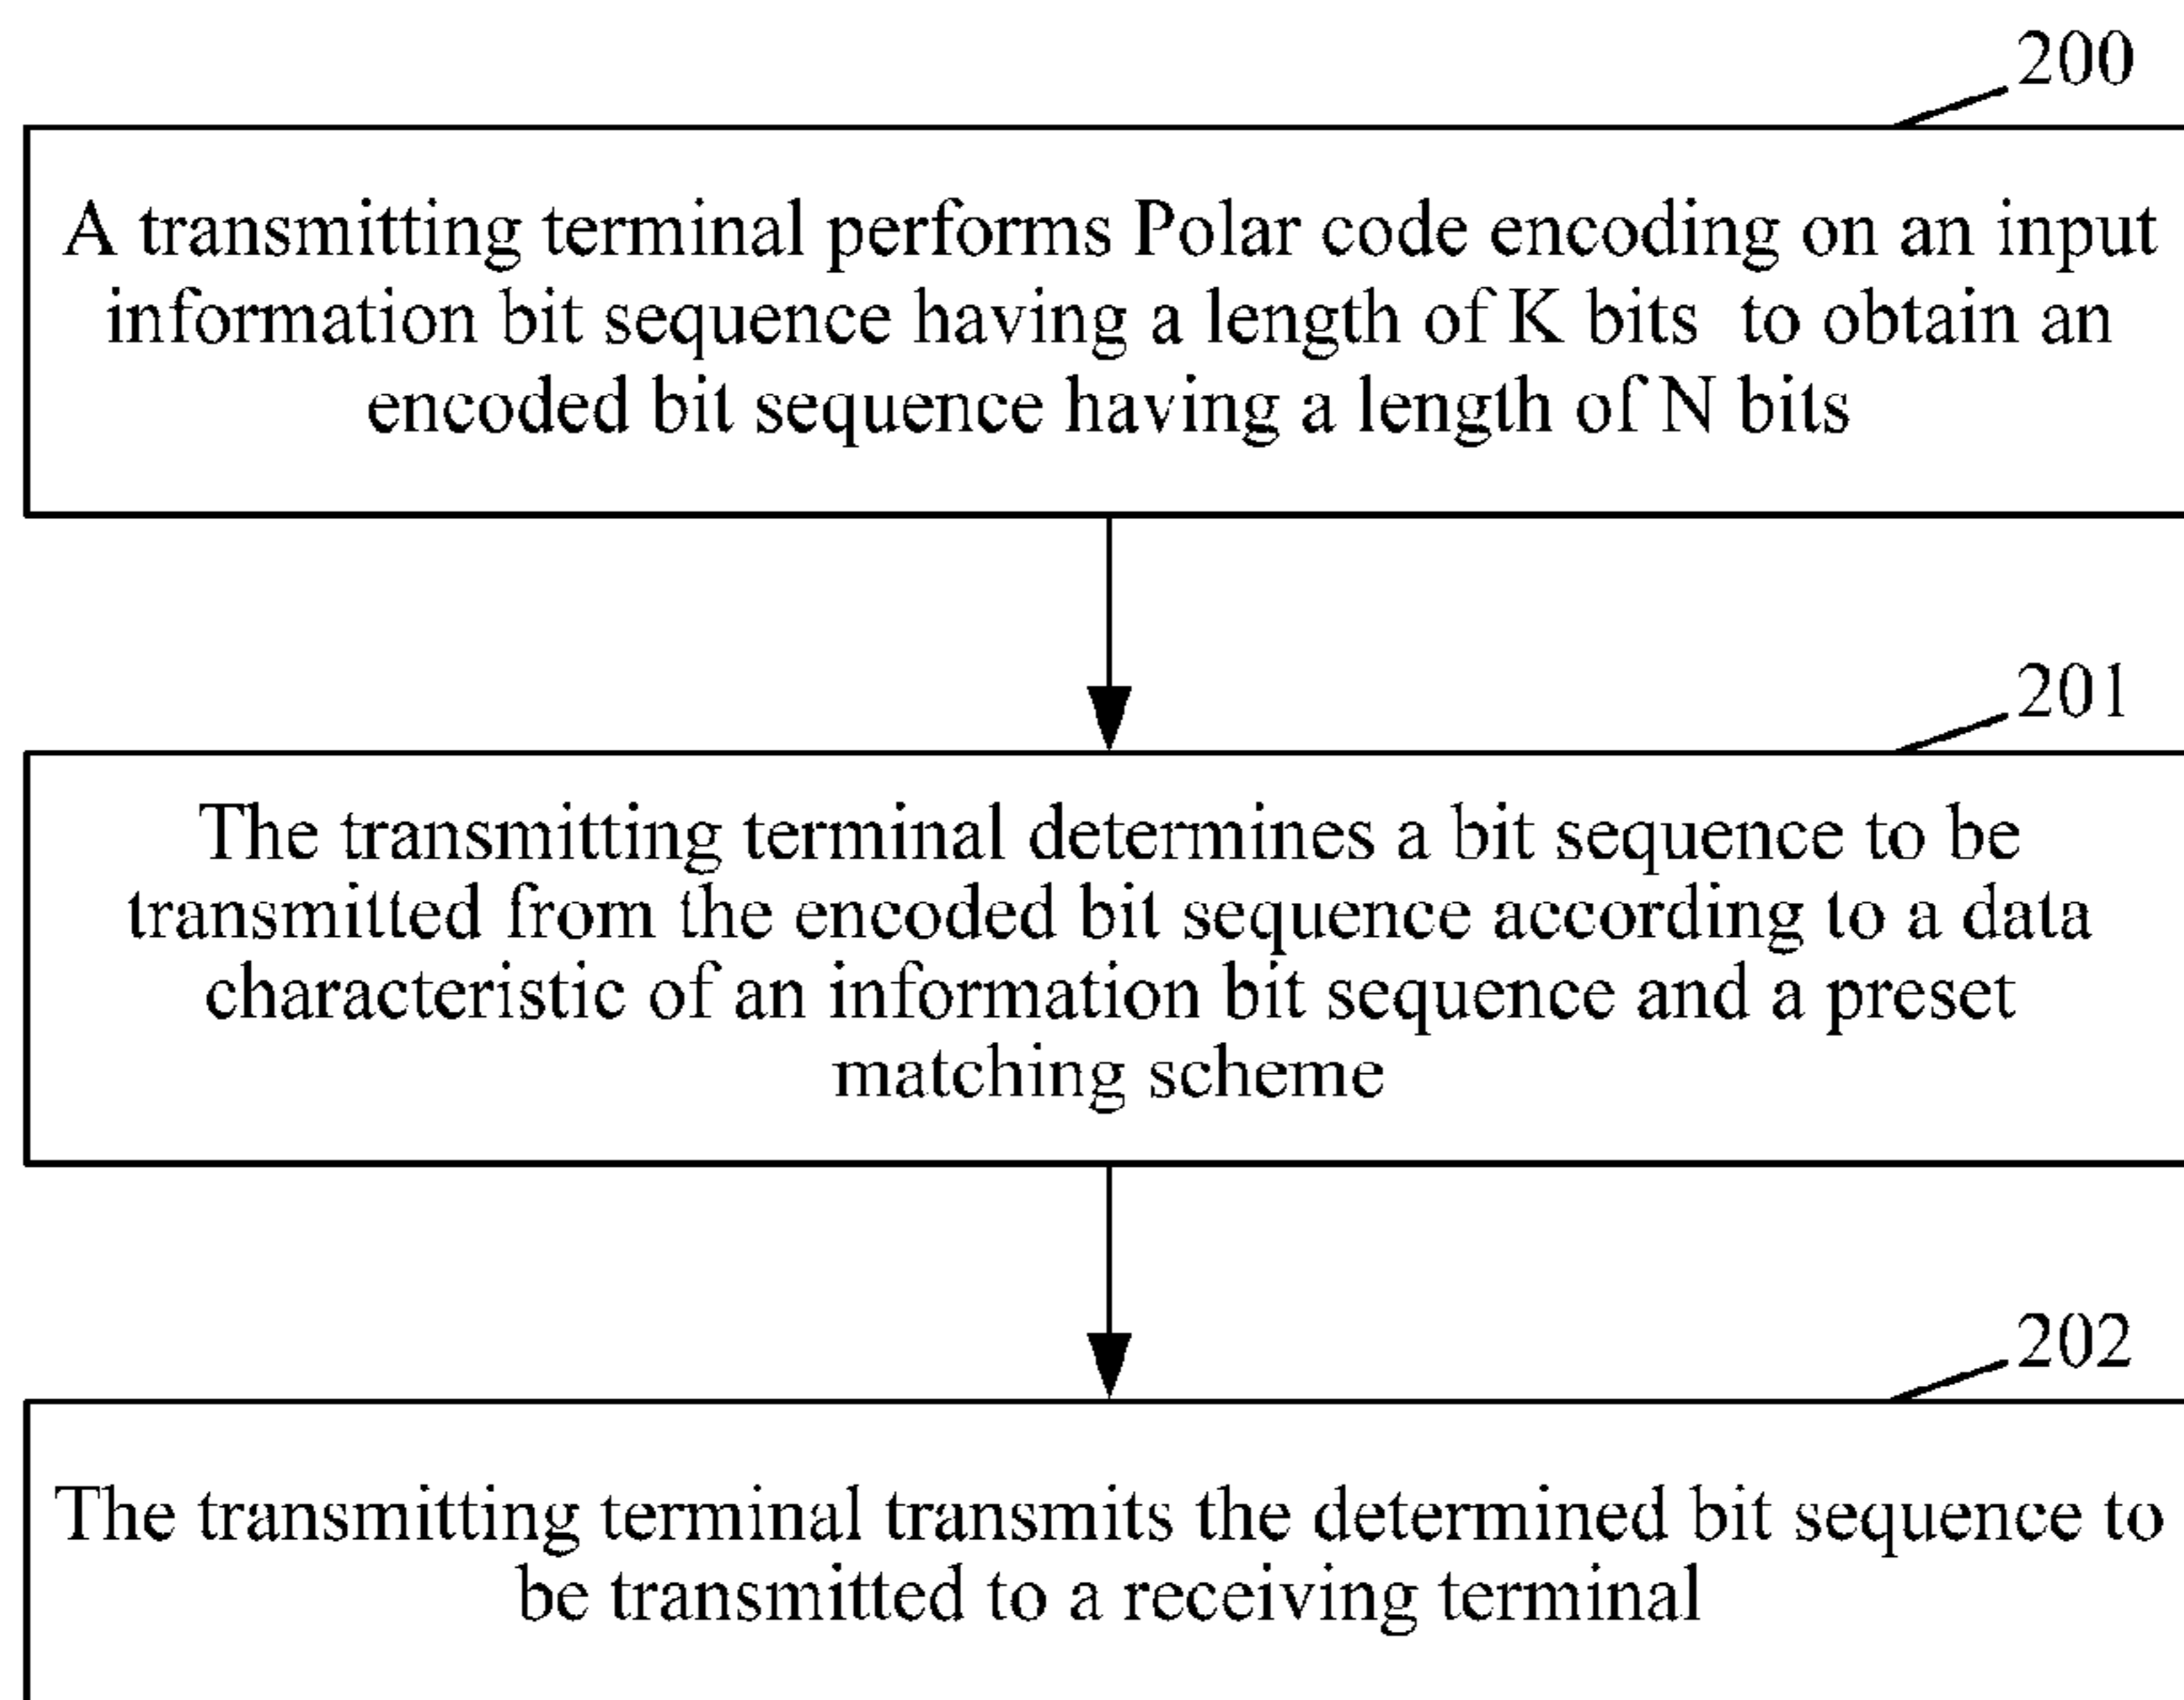 200
A transmitting terminal performs Polar code encoding on an input
information bit sequence having a length of K bits to obtain an
encoded bit sequence having a length of N bits
201
The transmitting terminal determines a bit sequence to be
transmitted from the encoded bit sequence according to a data
characteristic of an information bit sequence and a preset
matching scheme
202
The transmitting terminal transmits the determined bit sequence to
be transmitted to a receiving terminal